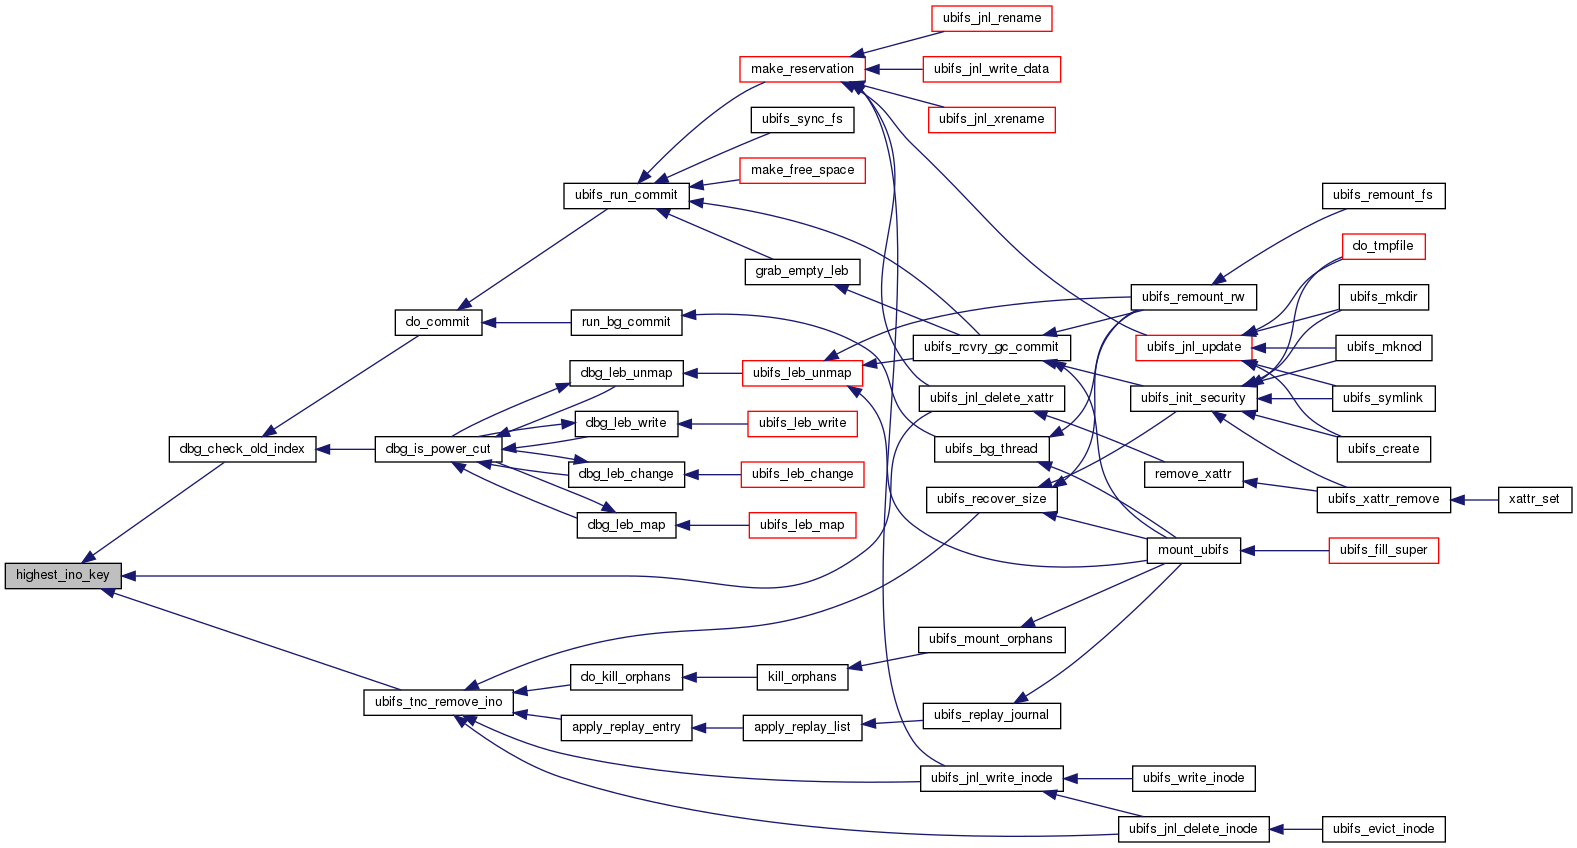 ubifs_jnl_rename
make_reservation
ubifs_jnl_write_data
ubifs_sync_fs
ubifs_jnl_xrename
make_free_space
ubifs_run_commit
ubifs_remount_fs
do_tmpfile
grab_empty_leb
ubifs_remount_rw
ubifs_mkdir
do_commit
run_bg_commit
ubifs_rcvry_gc_commit
ubifs_jnl_update
ubifs_mknod
dbg_leb_unmap
ubifs_leb_unmap
ubifs_jnl_delete_xattr
ubifs_init_security
ubifs_symlink
dbg_leb_write
ubifs_leb_write
dbg_check_old_index
dbg_is_power_cut
ubifs_bg_thread
ubifs_create
dbg_leb_change
ubifs_leb_change
remove_xattr
ubifs_recover_size
ubifs_xattr_remove
xattr_set
dbg_leb_map
ubifs_leb_map
mount_ubifs
ubifs_fill_super
highest_ino_key
ubifs_mount_orphans
do_kill_orphans
kill_orphans
ubifs_tnc_remove_ino
ubifs_replay_journal
apply_replay_entry
apply_replay_list
ubifs_jnl_write_inode
ubifs_write_inode
ubifs_jnl_delete_inode
ubifs_evict_inode